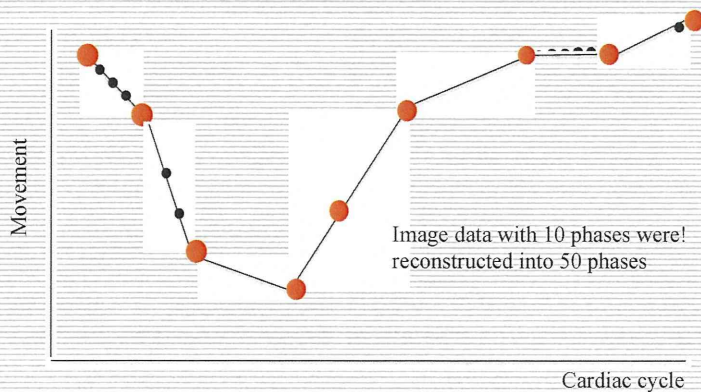 Movement
Image data with 10 phases were!
reconstructed into 50 phases
Cardiac cycle